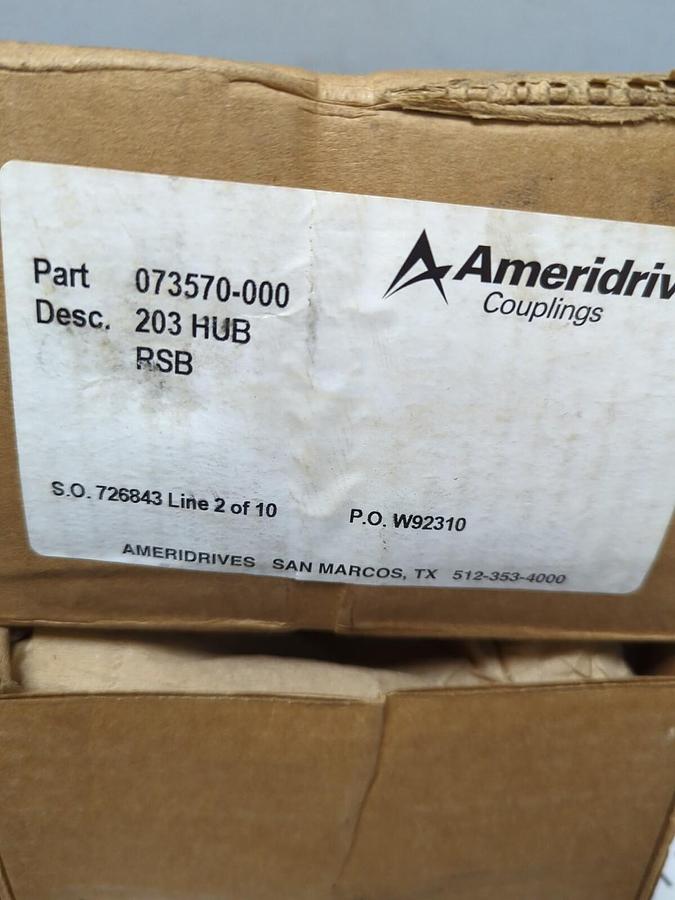 Ameridriv
Couplings
Part 073570-000
Desc. 203 HUB
RSB
S.O. 726843 Line 2 of 10 P.O. W92310
AMERIDRIVES SAN MARCOS, TX 512-353-4000